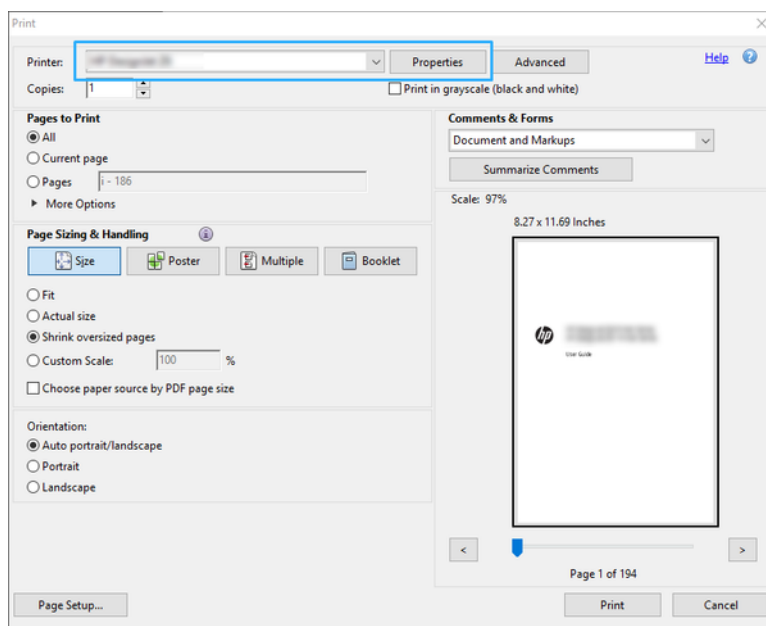 Print
Printer: Properties Advanced Help
Copies: 1 Print in grayscale (black and white)
Pages to Print
All
Current page
Pages i - 186
More Options
Page Sizing & Handling
Size Poster Multiple Booklet
Fit
Actual size
Shrink oversized pages
Custom Scale: 100 %
Choose paper source by PDF page size
Orientation:
Auto portrait/landscape
Portrait
Landscape
Comments & Forms
Document and Markups
Summarize Comments
Scale: 97%
8.27 x 11.69 Inches
hp
User Guide
< >
Page 1 of 194
Page Setup... Print Cancel